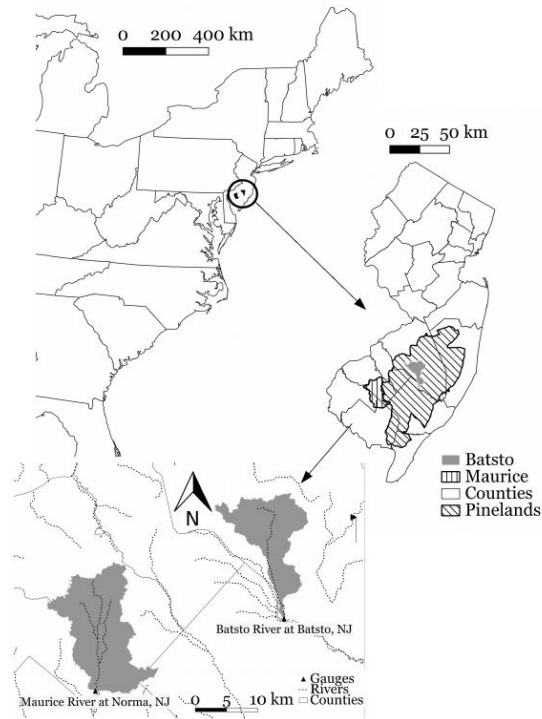 0 200 400 km
0 25 50 km
Batsto
Maurice
Counties
Pinelands
N
Batsto River at Batsto, NJ
Gauges
Rivers
Counties
Maurice River at Norma, NJ
0 5 10 km